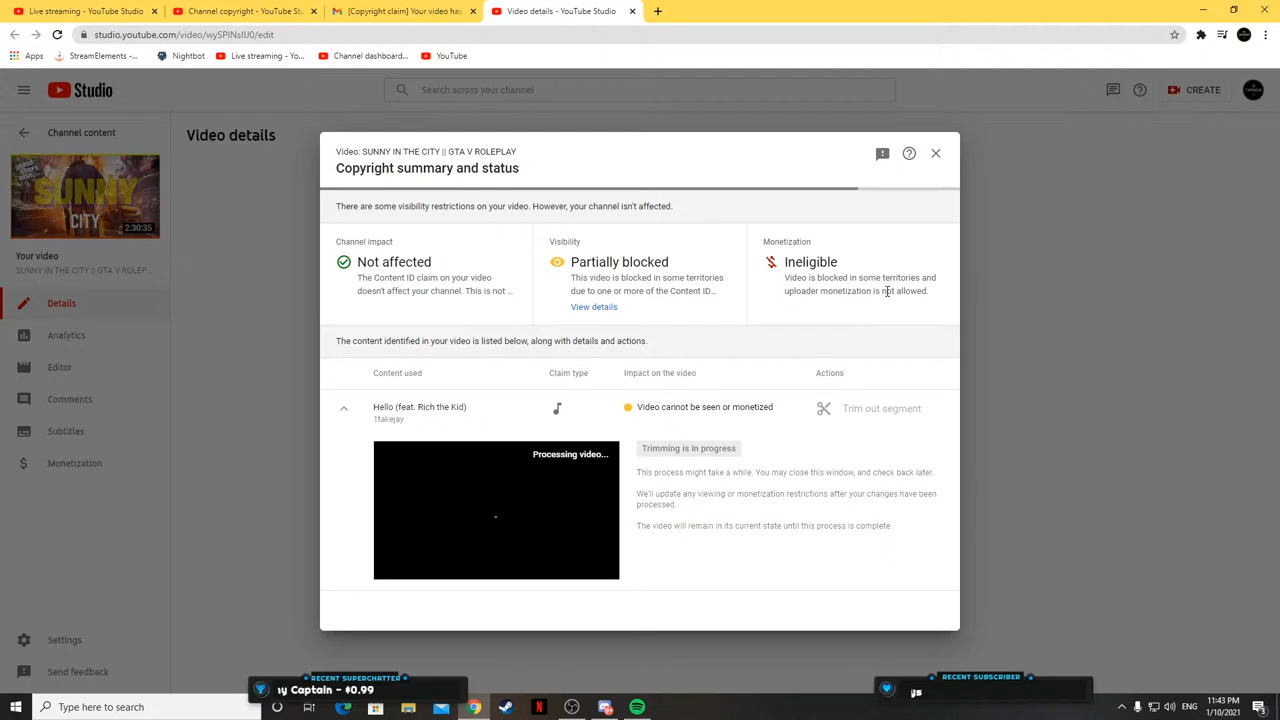 Live streaming - YouTube Studio
Channel copyright - YouTube St
[Copyright claim] Your video has
Video details - YouTube Studio
studio.youtube.com/video/wySPINsIIJ0/edit
Apps
StreamElements -...
Nightbot
Live streaming - Yo...
Channel dashboard...
YouTube
Studio
Search across your channel
CREATE
Channel content
Video details
SUNNY
CITY
2:30:35
Your video
SUNNY IN THE CITY || GTA V ROLEP...
Details
Analytics
Editor
Comments
Subtitles
Monetization
Settings
Send feedback
Video: SUNNY IN THE CITY || GTA V ROLEPLAY
Copyright summary and status
There are some visibility restrictions on your video. However, your channel isn't affected.
Channel impact
Not affected
The Content ID claim on your video
doesn't affect your channel. This is not ...
Visibility
Partially blocked
This video is blocked in some territories
due to one or more of the Content ID...
View details
Monetization
Ineligible
Video is blocked in some territories and
uploader monetization is not allowed.
The content identified in your video is listed below, along with details and actions.
Content used
Claim type
Impact on the video
Actions
Hello (feat. Rich the Kid)
1takejay
Video cannot be seen or monetized
Trim out segment
Processing video...
Trimming is in progress
This process might take a while. You may close this window, and check back later.
We'll update any viewing or monetization restrictions after your changes have been
processed.
The video will remain in its current state until this process is complete.
RECENT SUPERCHATTER
ny Captain - $0.99
RECENT SUBSCRIBER
ys
Type here to search
11:43 PM
1/10/2021